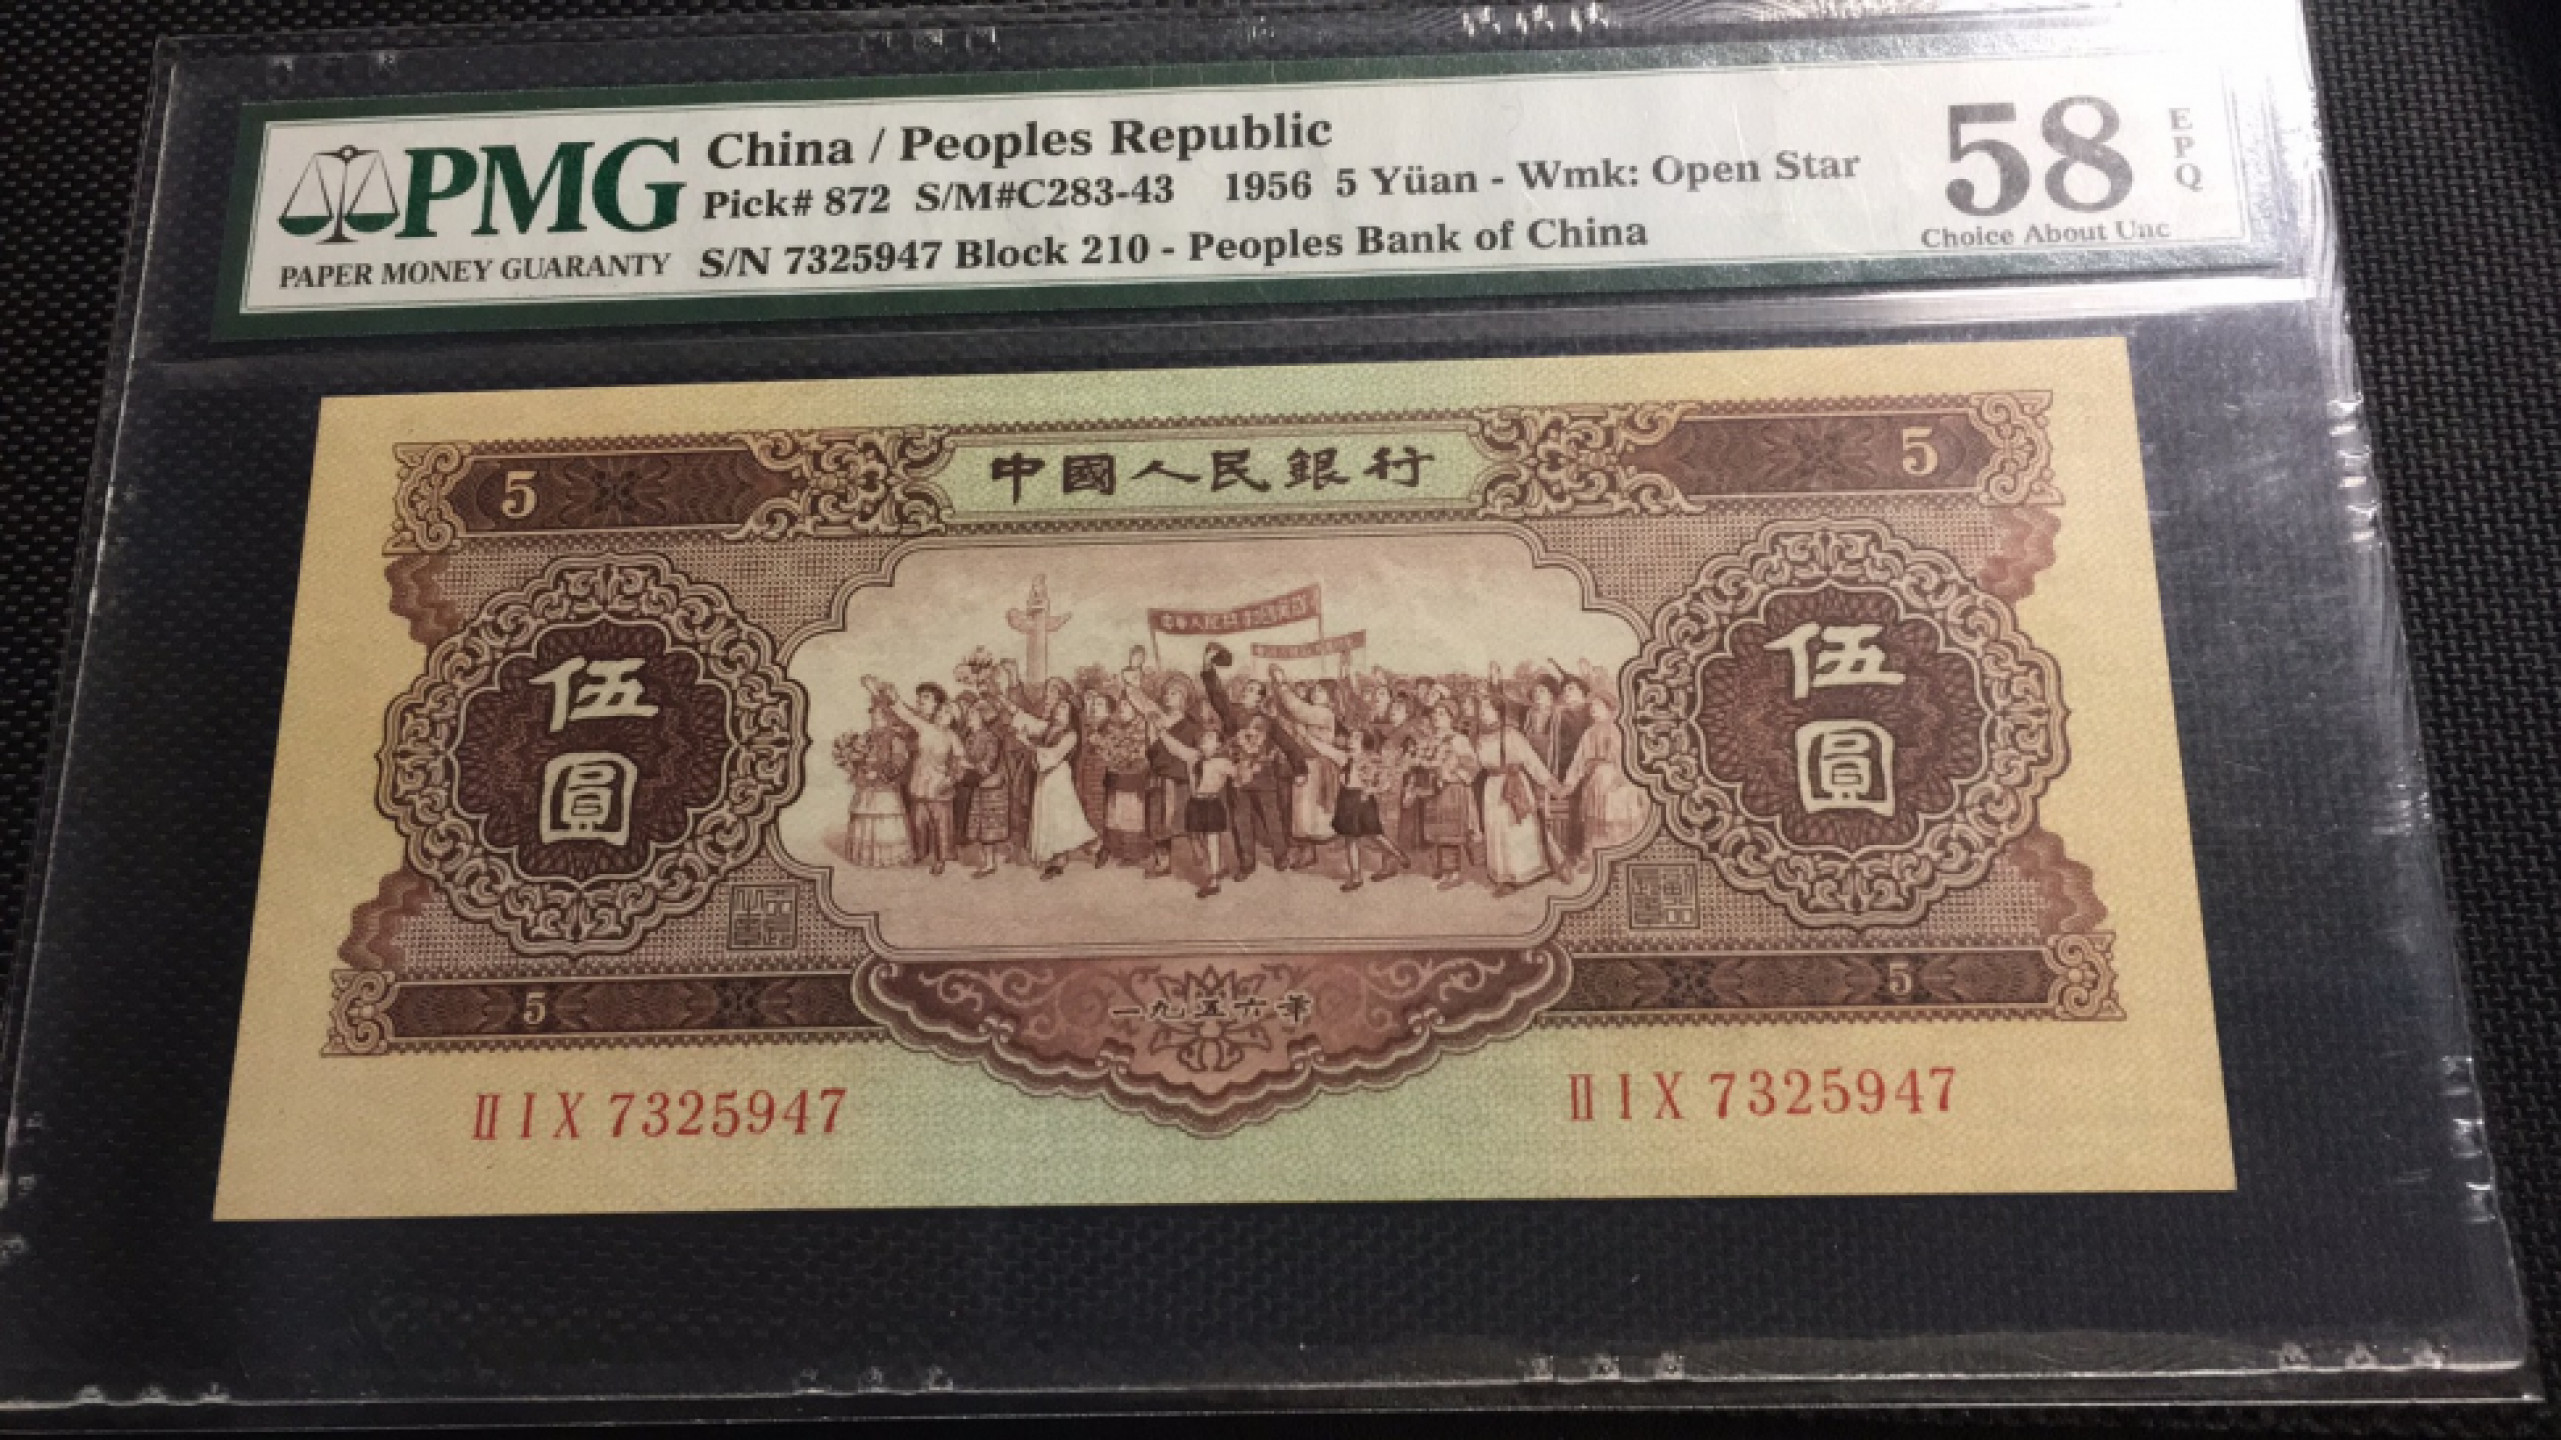 PMG
PAPER MONEY GUARANTY
China / Peoples Republic
Pick# 872 S/M#C283-43 1956 5 Yüan - Wmk: Open Star
S/N 7325947 Block 210 - Peoples Bank of China
58 EPQ
Choice About Unc
5 中國人民銀行 5
伍圓
伍圓
5 一九五六年 5
II I X 7325947
II I X 7325947